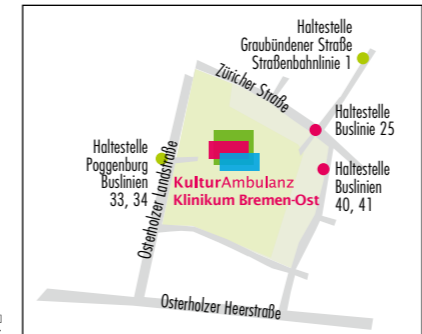 Haltestelle
Graubündener Straße
Straßenbahnlinie 1
Züricher Straße
Haltestelle
Buslinie 25
Haltestelle
Poggenburg
Buslinien
33, 34
Haltestelle
Buslinien
40, 41
Osterholzer Landstraße
KulturAmbulanz
Klinikum Bremen-Ost
Osterholzer Heerstraße